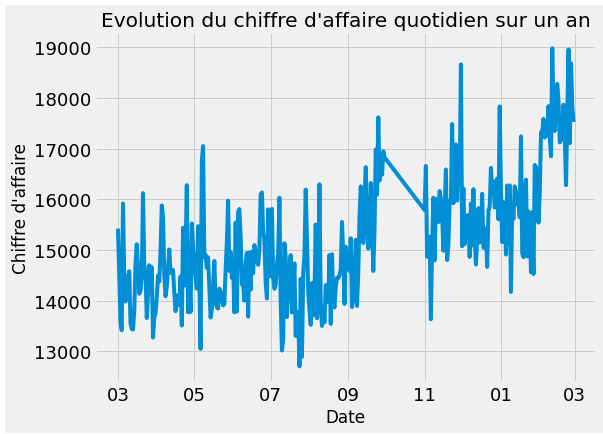 Evolution du chiffre d'affaire quotidien sur un an
19000
18000
17000
16000
15000
14000
13000
Chiffre d'affaire
03 05 07 09 11 01 03
Date